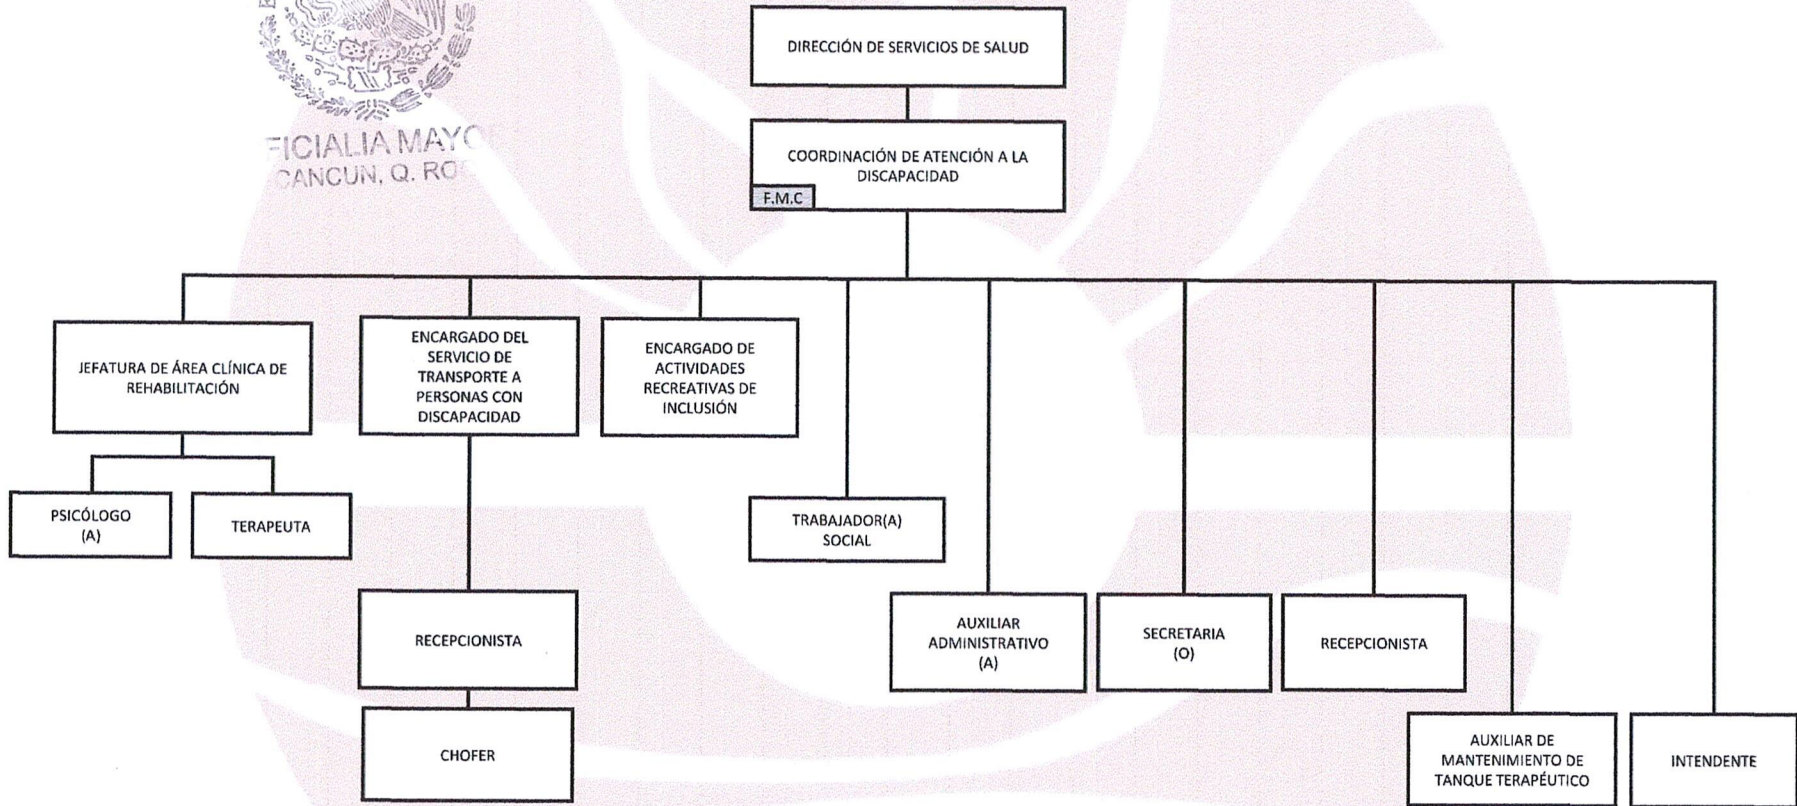 DIRECCIÓN DE SERVICIOS DE SALUD
FICIALIA MAYO
CANCUN, Q. RO
COORDINACIÓN DE ATENCIÓN A LA
DISCAPACIDAD
F.M.C
JEFATURA DE ÁREA CLÍNICA DE
REHABILITACIÓN
ENCARGADO DEL
SERVICIO DE
TRANSPORTE A
PERSONAS CON
DISCAPACIDAD
ENCARGADO DE
ACTIVIDADES
RECREATIVAS DE
INCLUSIÓN
PSICÓLOGO
(A)
TERAPEUTA
TRABAJADOR(A)
SOCIAL
RECEPCIONISTA
AUXILIAR
ADMINISTRATIVO
(A)
SECRETARIA
(O)
RECEPCIONISTA
CHOFER
AUXILIAR DE
MANTENIMIENTO DE
TANQUE TERAPÉUTICO
INTENDENTE